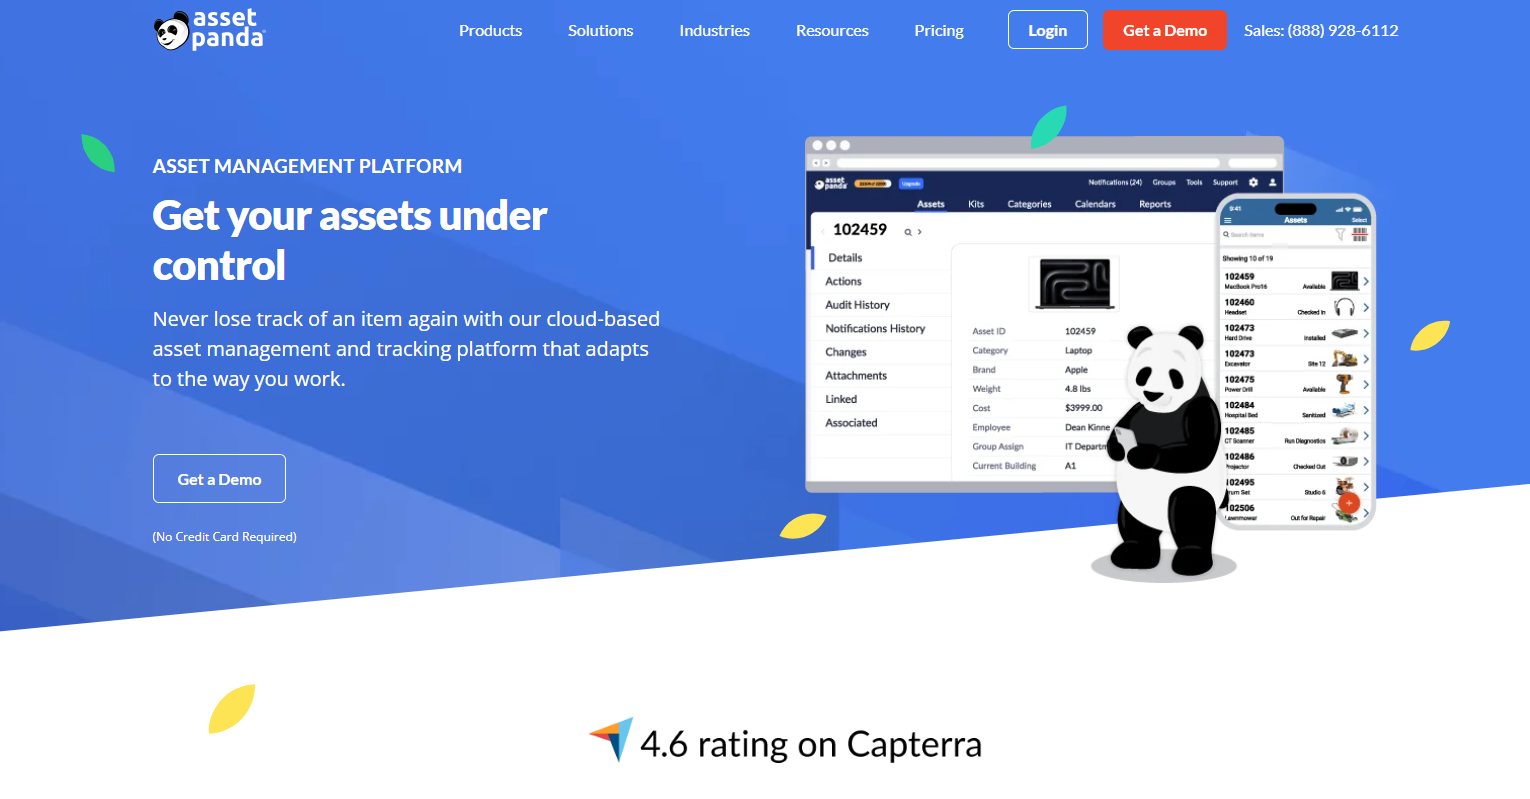 asset
panda
Products
Solutions
Industries
Resources
Pricing
Login
Get a Demo
Sales: (888) 928-6112
ASSET MANAGEMENT PLATFORM
Get your assets under
control
Never lose track of an item again with our cloud-based
asset management and tracking platform that adapts
to the way you work.
Get a Demo
(No Credit Card Required)
asset
panda
Upgrade
Notifications (24)
Groups
Tools
Support
Assets
Kits
Categories
Calendars
Reports
102459
Details
Actions
Audit History
Notifications History
Changes
Attachments
Linked
Associated
Asset ID 102459
Category Laptop
Brand Apple
Weight 4.8 lbs
Cost $3999.00
Employee Dean Kinne
Group Assign IT Departm
Current Building A1
9:41
Assets
Select
Search items
Showing 10 of 19
102459
MacBook Pro16 Available
102460
Headset Checked In
102473
Hard Drive Installed
102473
Excavator Site 12
102475
Power Drill Available
102484
Hospital Bed Sanitized
102485
CT Scanner Run Diagnostics
102486
Projector Checked Out
102495
Drum Set Studio 6
102506
Lawnmower Out for Repair
4.6 rating on Capterra